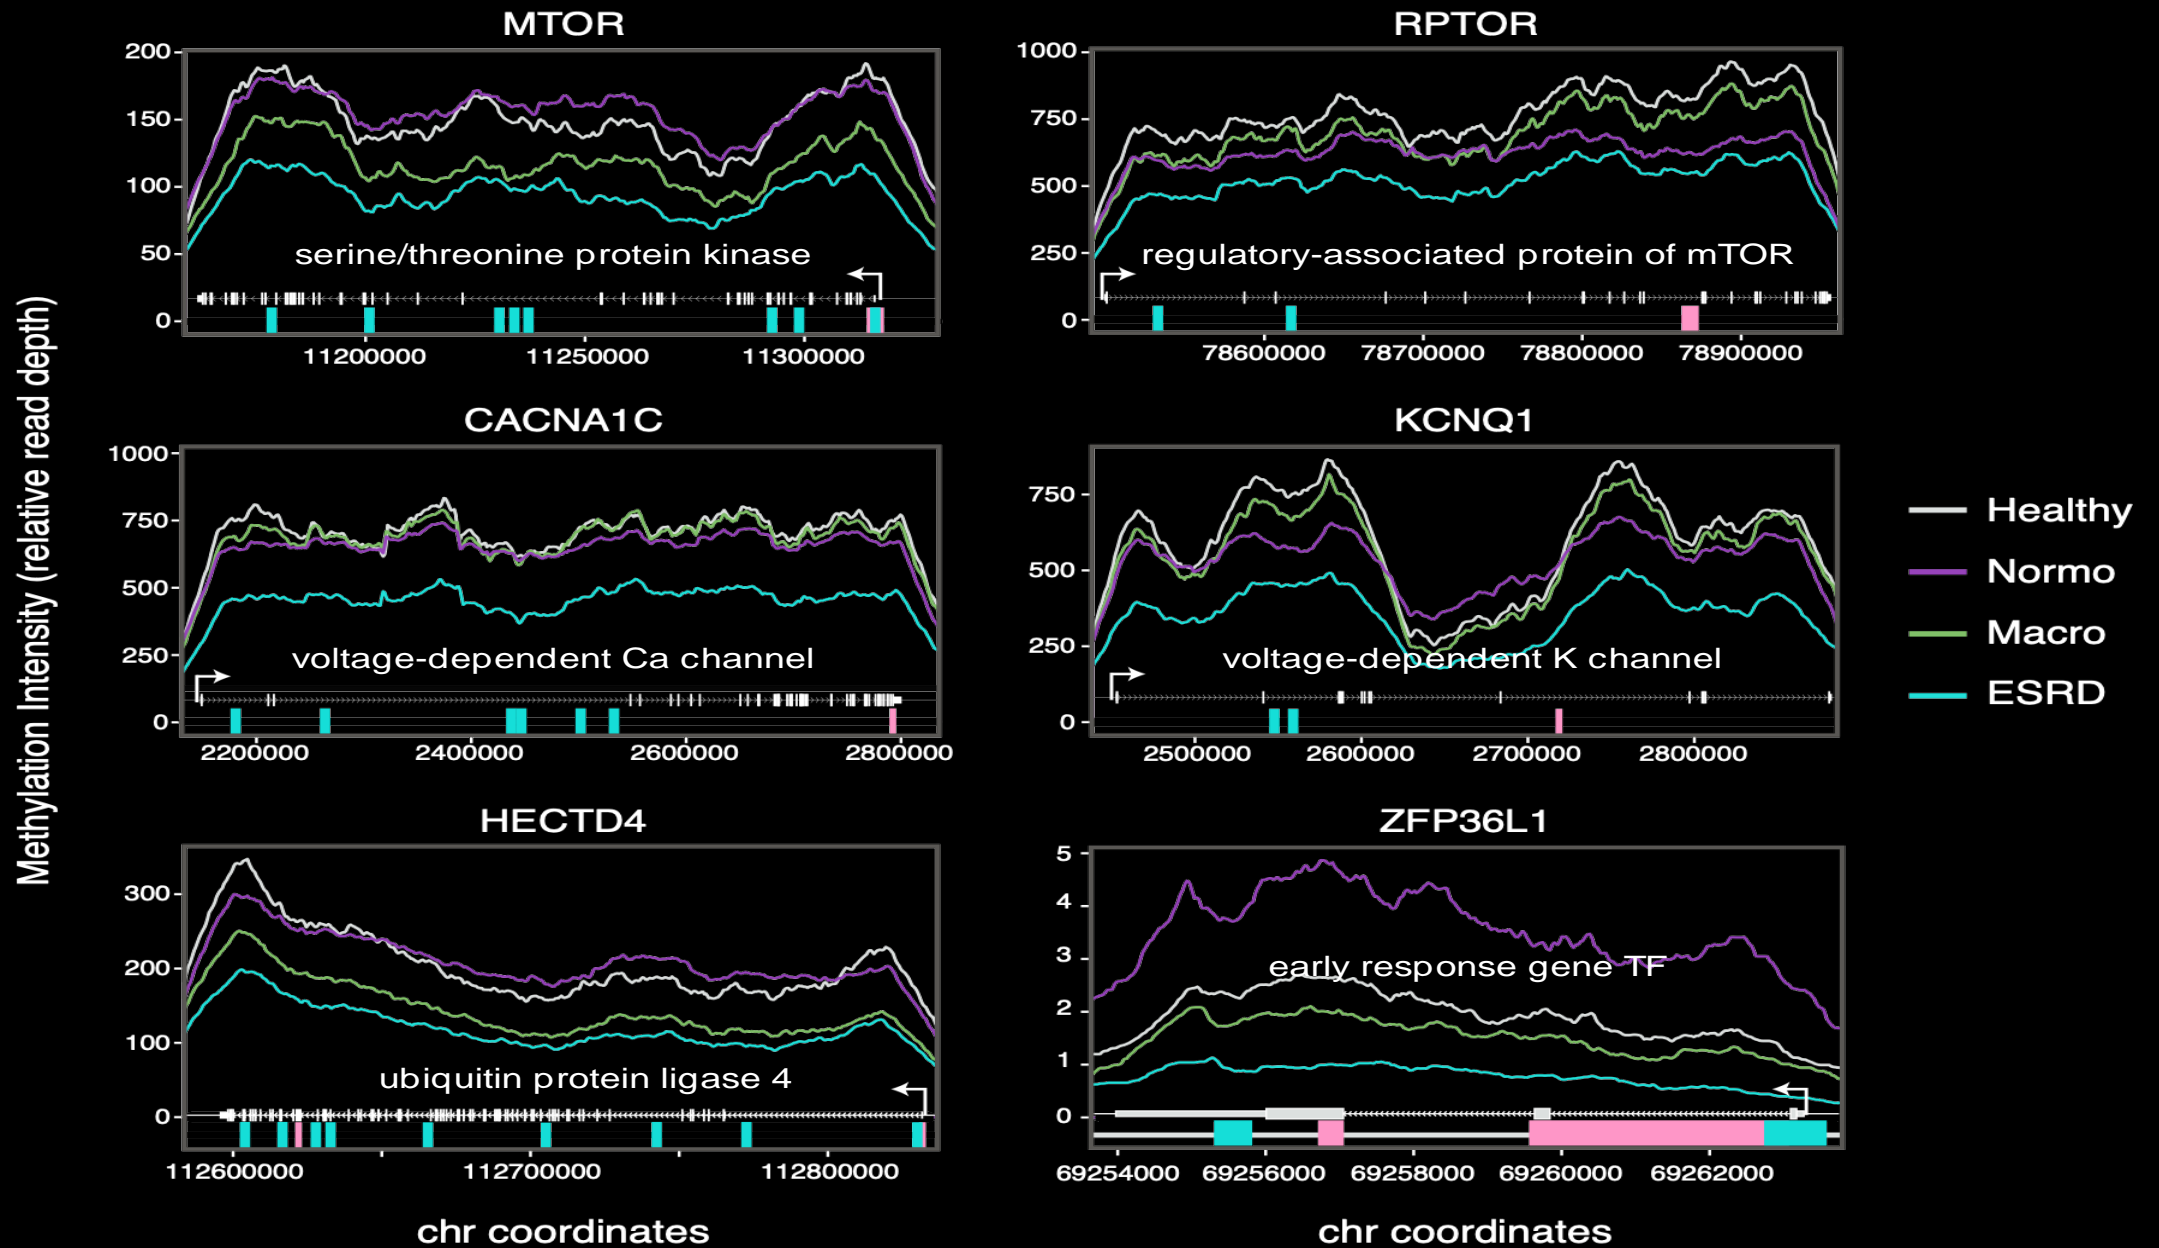 Methylation Intensity (relative read depth)
MTOR
200
150
100
50
0
serine/threonine protein kinase
11200000 11250000 11300000
RPTOR
1000
750
500
250
0
regulatory-associated protein of mTOR
78600000 78700000 78800000 78900000
CACNA1C
1000
750
500
250
0
voltage-dependent Ca channel
2200000 2400000 2600000 2800000
KCNQ1
750
500
250
0
voltage-dependent K channel
2500000 2600000 2700000 2800000
Healthy
Normo
Macro
ESRD
HECTD4
300
200
100
0
ubiquitin protein ligase 4
112600000 112700000 112800000
chr coordinates
ZFP36L1
5
4
3
2
1
0
early response gene TF
69254000 69256000 69258000 69260000 69262000
chr coordinates